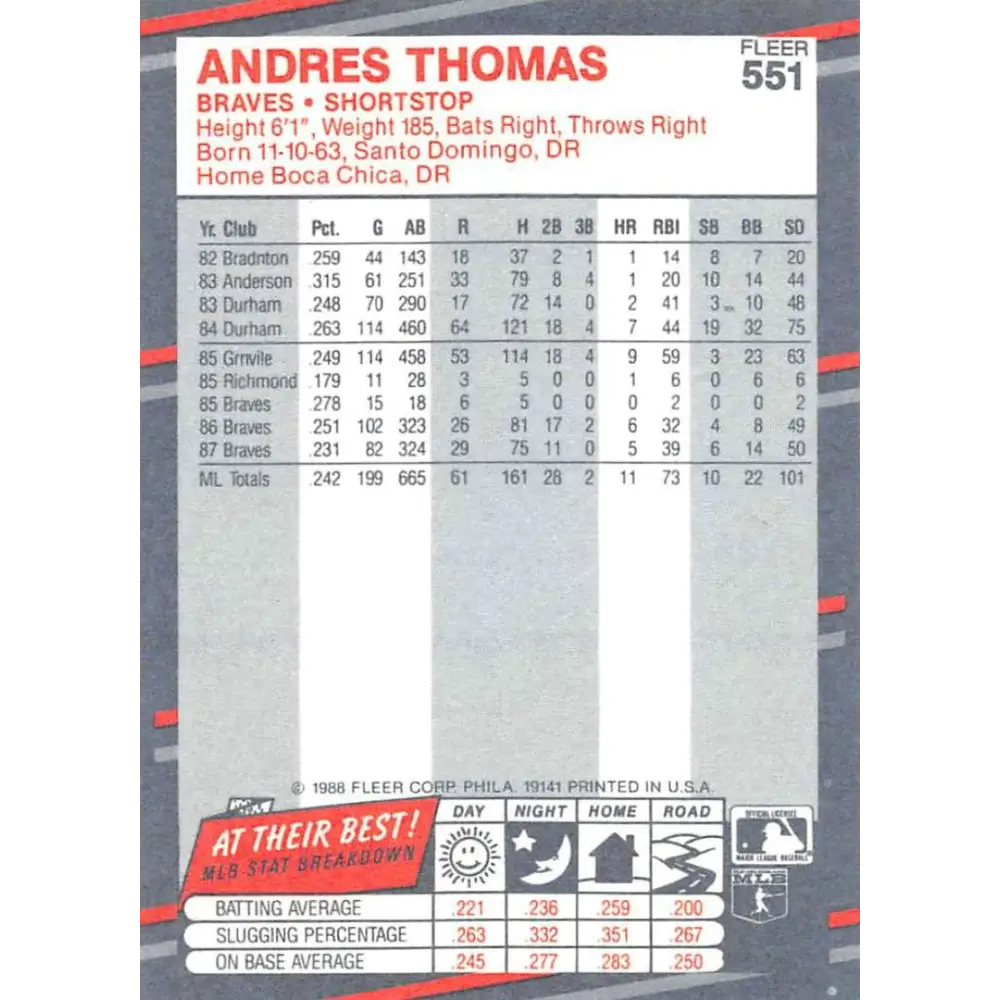 ANDRES THOMAS
FLEER
551
BRAVES • SHORTSTOP
Height 6'1", Weight 185, Bats Right, Throws Right
Born 11-10-63, Santo Domingo, DR
Home Boca Chica, DR
Yr. Club Pct. G AB R H 2B 3B HR RBI SB BB SO
82 Bradnton .259 44 143 18 37 2 1 1 14 8 7 20
83 Anderson .315 61 251 33 79 8 4 1 20 10 14 44
83 Durham .248 70 290 17 72 14 0 2 41 3 10 48
84 Durham .263 114 460 64 121 18 4 7 44 19 32 75
85 Grnvile .249 114 458 53 114 18 4 9 59 3 23 63
85 Richmond .179 11 28 3 5 0 0 1 6 0 6 6
85 Braves .278 15 18 6 5 0 0 0 2 0 0 2
86 Braves .251 102 323 26 81 17 2 6 32 4 8 49
87 Braves .231 82 324 29 75 11 0 5 39 6 14 50
ML Totals .242 199 665 61 161 28 2 11 73 10 22 101
© 1988 FLEER CORP. PHILA. 19141 PRINTED IN U.S.A.
AT THEIR BEST!
MLB STAT BREAKDOWN
DAY NIGHT HOME ROAD
BATTING AVERAGE .221 .236 .259 .200
SLUGGING PERCENTAGE .263 .332 .351 .267
ON BASE AVERAGE .245 .277 .283 .250
OFFICIAL LICENSEE
MAJOR LEAGUE BASEBALL
MLB